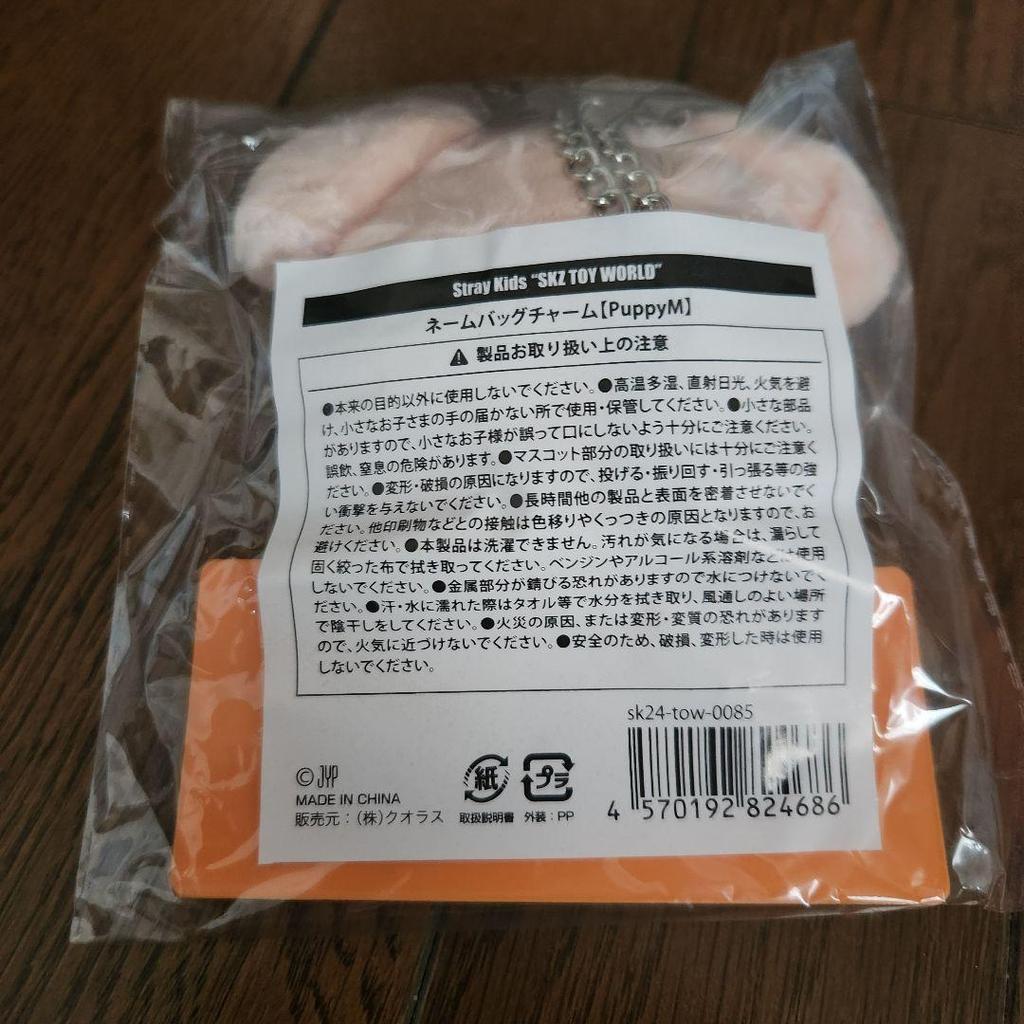 Stray Kids "SKZ TOY WORLD"
ネームバッグチャーム【PuppyM】
⚠ 製品お取り扱い上の注意
●本来の目的以外に使用しないでください。●高温多湿、直射日光、火気を避
け、小さなお子さまの手の届かない所で使用・保管してください。●小さな部品
がありますので、小さなお子様が誤って口にしないよう十分にご注意ください。
誤飲、窒息の危険があります。●マスコット部分の取り扱いには十分にご注意く
ださい。●変形・破損の原因になりますので、投げる・振り回す・引っ張る等の強
い衝撃を与えないでください。●長時間他の製品と表面を密着させないでく
ださい。他印刷物などとの接触は色移りやくっつきの原因となりますので、お
避けください。●本製品は洗濯できません。汚れが気になる場合は、濡らして
固く絞った布で拭き取ってください。ベンジンやアルコール系溶剤などは使用
しないでください。●金属部分が錆びる恐れがありますので水につけないでく
ださい。●汗・水に濡れた際はタオル等で水分を拭き取り、風通しのよい場所
で陰干しをしてください。●火災の原因、または変形・変質の恐れがあります
ので、火気に近づけないでください。●安全のため、破損、変形した時は使用
しないでください。
sk24-tow-0085
© JYP
MADE IN CHINA
販売元：（株）クオラス
紙
取扱説明書
プラ
外装：PP
4 570192 824686